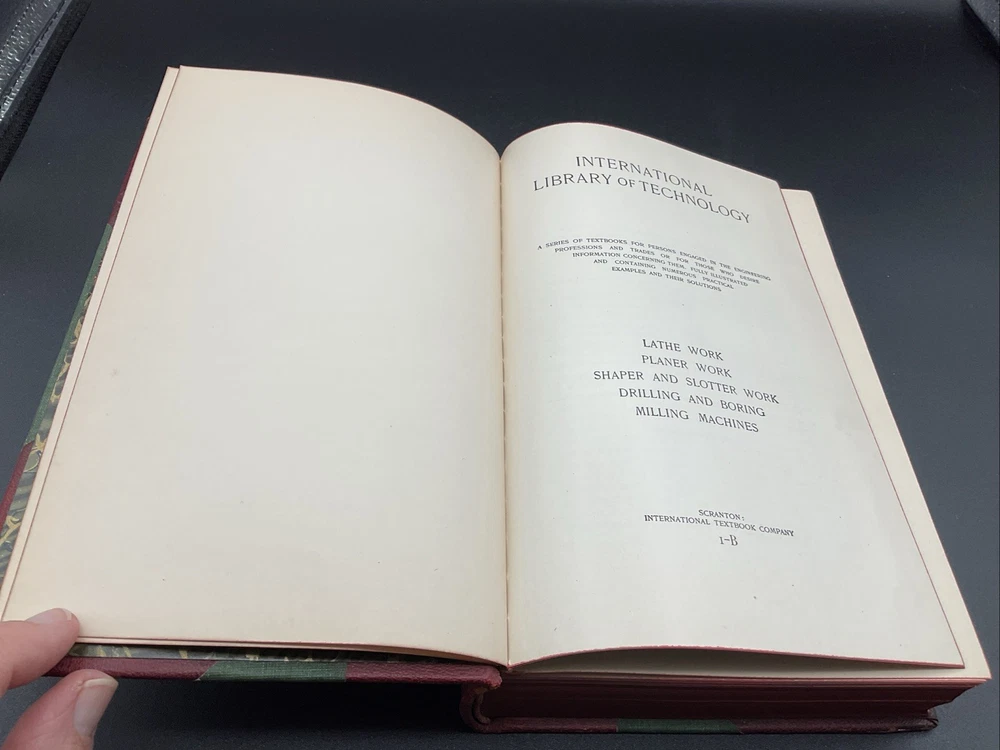 INTERNATIONAL
LIBRARY OF TECHNOLOGY
A SERIES OF TEXTBOOKS FOR PERSONS ENGAGED IN THE ENGINEERING
PROFESSIONS AND TRADES OR FOR THOSE WHO DESIRE
INFORMATION CONCERNING THEM. FULLY ILLUSTRATED
AND CONTAINING NUMEROUS PRACTICAL
EXAMPLES AND THEIR SOLUTIONS
LATHE WORK
PLANER WORK
SHAPER AND SLOTTER WORK
DRILLING AND BORING
MILLING MACHINES
SCRANTON:
INTERNATIONAL TEXTBOOK COMPANY
1-B